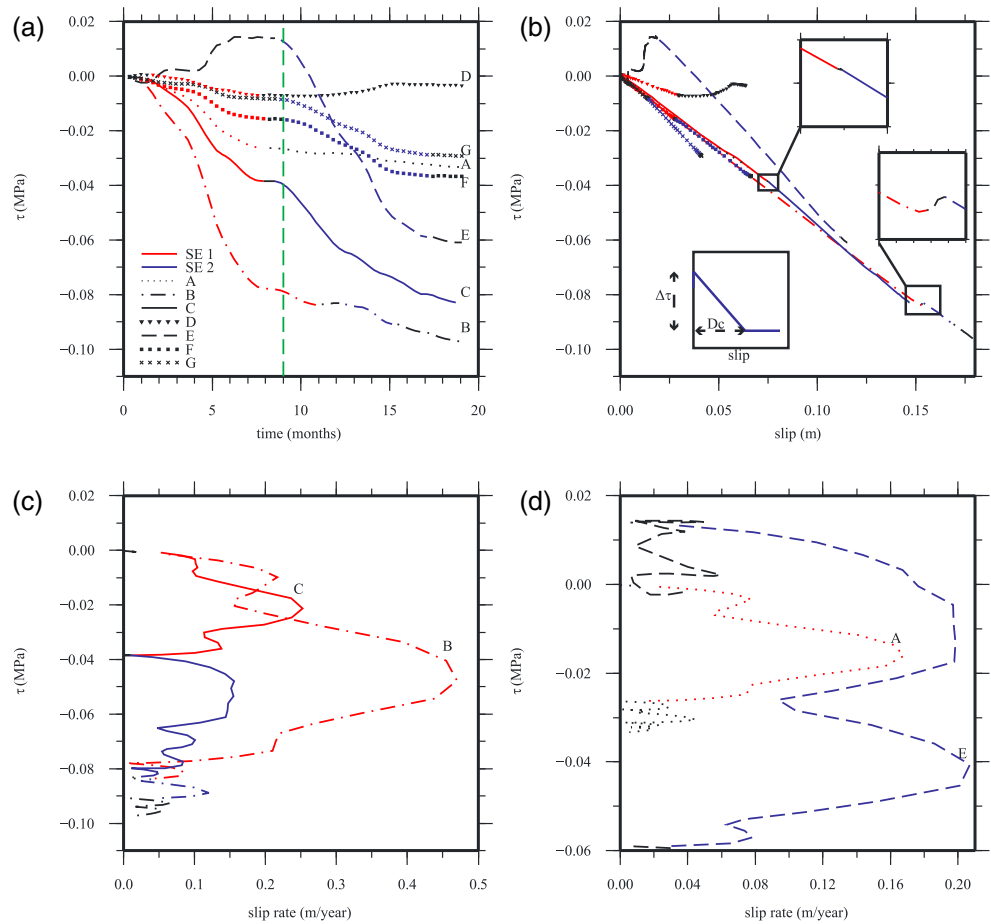 (a)
0.02
0.00
−0.02
−0.04
−0.06
−0.08
−0.10
τ (MPa)
D
G
A
F
E
C
B
SE 1
SE 2
A
B
C
D
E
F
G
0
5
10
15
20
time (months)
(b)
0.02
0.00
−0.02
−0.04
−0.06
−0.08
−0.10
τ (MPa)
Δτ
Dc
slip
0.00
0.05
0.10
0.15
slip (m)
(c)
0.02
0.00
−0.02
−0.04
−0.06
−0.08
−0.10
τ (MPa)
C
B
0.0
0.1
0.2
0.3
0.4
0.5
slip rate (m/year)
(d)
0.02
0.00
−0.02
−0.04
−0.06
τ (MPa)
A
E
0.00
0.04
0.08
0.12
0.16
0.20
slip rate (m/year)